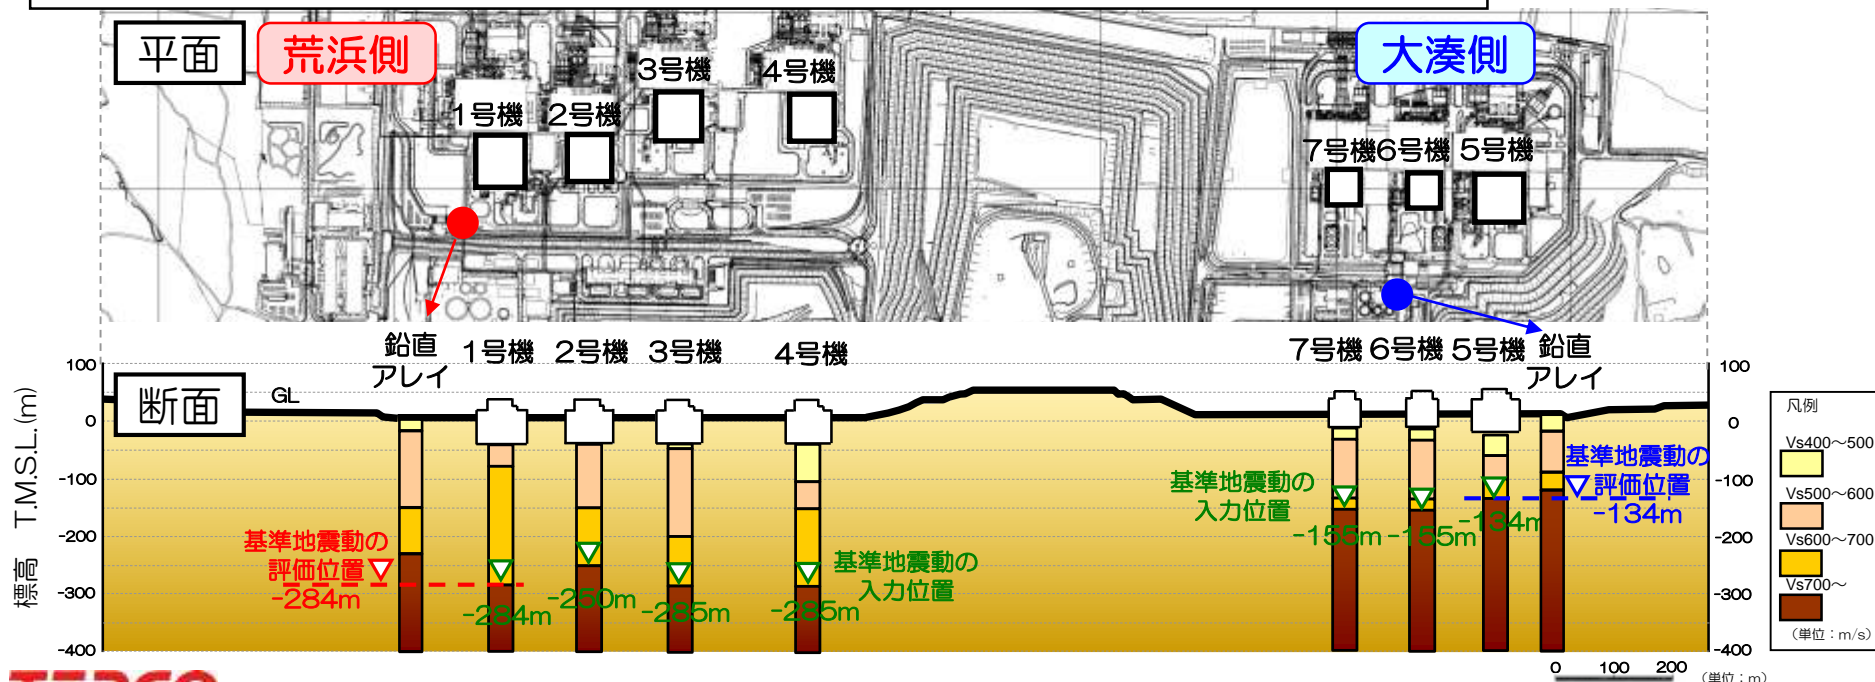 平面
荒浜側
大湊側
1号機
2号機
3号機
4号機
7号機
6号機
5号機
鉛直
アレイ
1号機
2号機
3号機
4号機
7号機
6号機
5号機
鉛直
アレイ
断面
GL
標高 T.M.S.L.(m)
100
0
-100
-200
-300
-400
100
0
-100
-200
-300
-400
基準地震動の
評価位置
-284m
-284m
-250m
-285m
-285m
基準地震動の
入力位置
基準地震動の
入力位置
-155m
-155m
-134m
基準地震動の
評価位置
-134m
凡例
Vs400～500
Vs500～600
Vs600～700
Vs700～
（単位：m/s）
0 100 200
（単位：m）
TEPCO